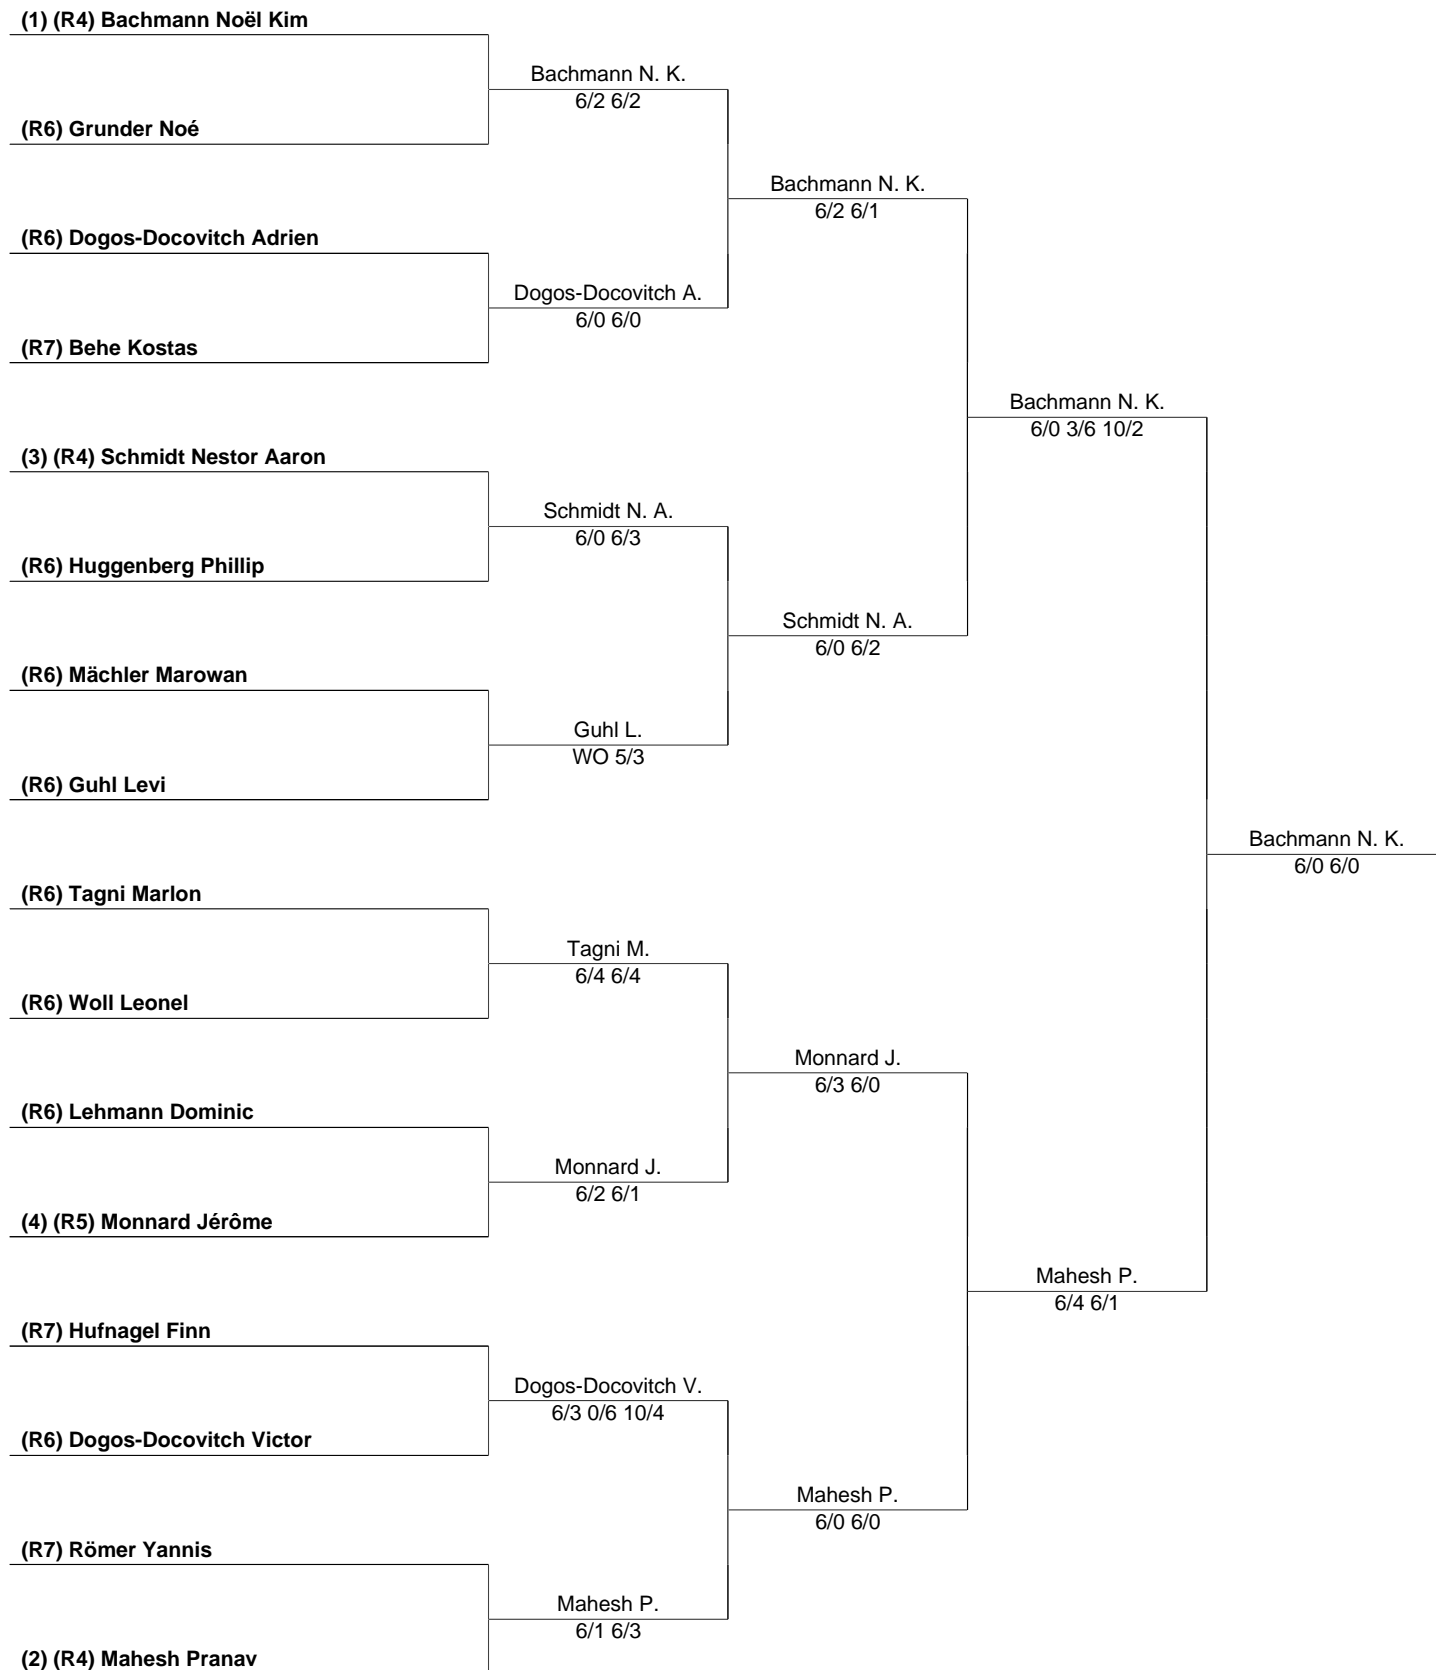 (1) (R4) Bachmann Noël Kim
Bachmann N. K.
6/2 6/2
(R6) Grunder Noé
Bachmann N. K.
6/2 6/1
(R6) Dogos-Docovitch Adrien
Dogos-Docovitch A.
6/0 6/0
(R7) Behe Kostas
Bachmann N. K.
6/0 3/6 10/2
(3) (R4) Schmidt Nestor Aaron
Schmidt N. A.
6/0 6/3
(R6) Huggenberg Phillip
Schmidt N. A.
6/0 6/2
(R6) Mächler Marowan
Guhl L.
WO 5/3
(R6) Guhl Levi
Bachmann N. K.
6/0 6/0
(R6) Tagni Marlon
Tagni M.
6/4 6/4
(R6) Woll Leonel
Monnard J.
6/3 6/0
(R6) Lehmann Dominic
Monnard J.
6/2 6/1
(4) (R5) Monnard Jérôme
Mahesh P.
6/4 6/1
(R7) Hufnagel Finn
Dogos-Docovitch V.
6/3 0/6 10/4
(R6) Dogos-Docovitch Victor
Mahesh P.
6/0 6/0
(R7) Römer Yannis
Mahesh P.
6/1 6/3
(2) (R4) Mahesh Pranav